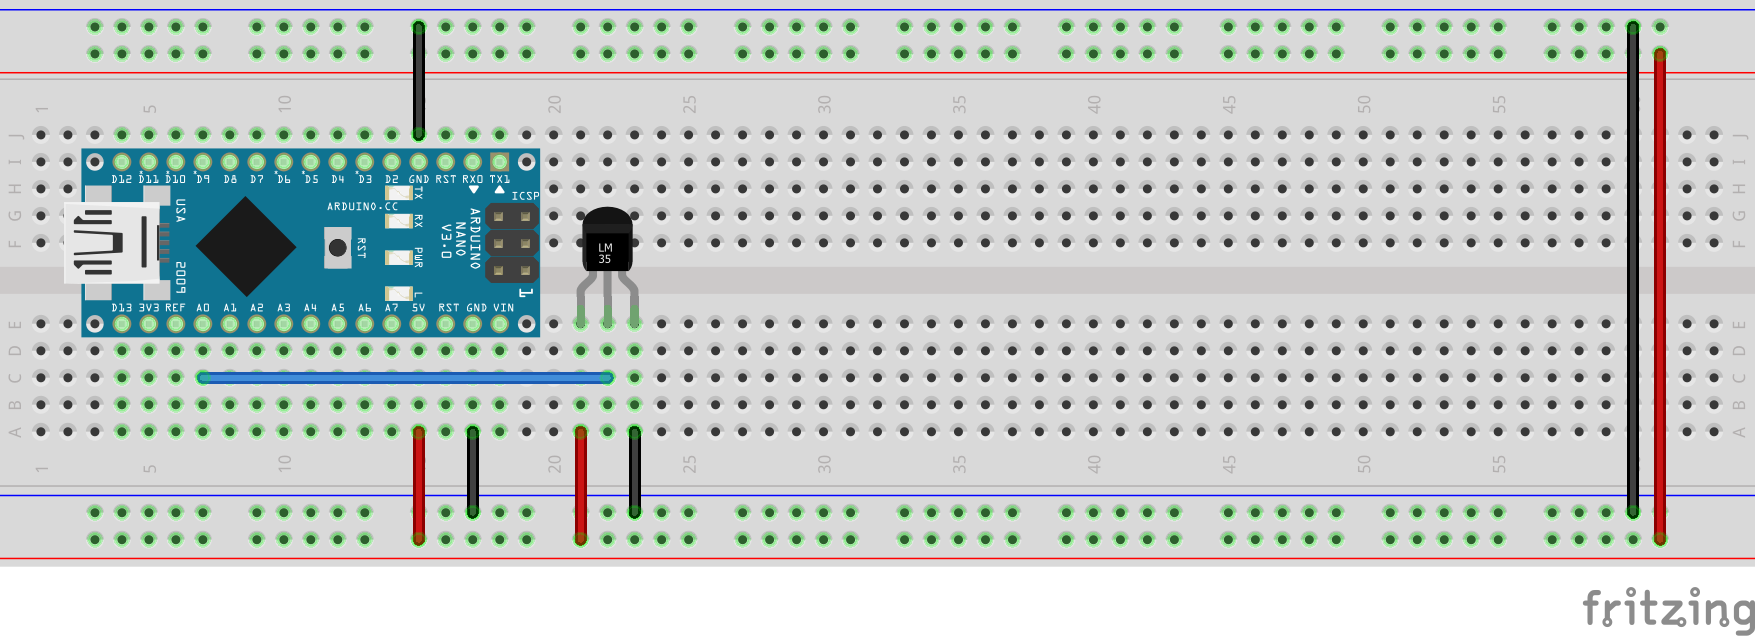 1 5 10 15 20 25 30 35 40 45 50 55
J J
I I
H H
G G
F F
D12 D11 D10 D9 D8 D7 D6 D5 D4 D3 D2 GND RST RX0 TX1
ICSP
TX
RX
PWR
L
ARDUINO.CC
USA
2009
RST
ARDUINO
NANO
V3.0
1
LM
35
D13 3V3 REF A0 A1 A2 A3 A4 A5 A6 A7 5V RST GND VIN
E E
D D
C C
B B
A A
1 5 10 20 25 30 35 40 45 50 55
fritzing